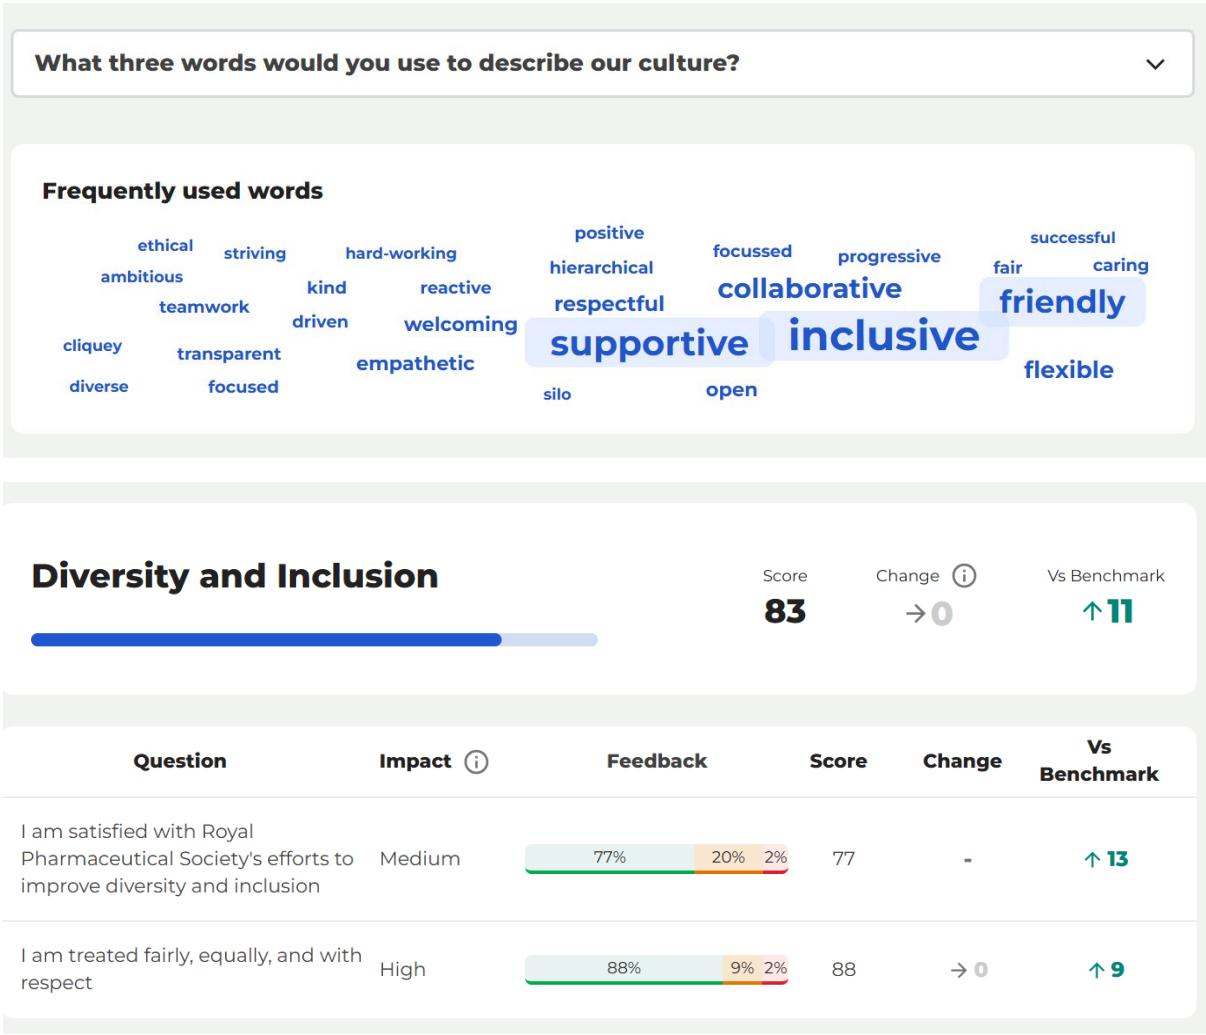 What three words would you use to describe our culture?
Frequently used words
positive
ethical
striving
hard-working
focussed
progressive
successful
ambitious
hierarchical
fair
caring
kind
reactive
collaborative
teamwork
respectful
friendly
driven
welcoming
cliquey
transparent
supportive
inclusive
empathetic
flexible
diverse
focused
silo
open
Diversity and Inclusion
Score
Change
Vs Benchmark
83
→ 0
↑ 11
Question
Impact
Feedback
Score
Change
Vs
Benchmark
I am satisfied with Royal
Pharmaceutical Society's efforts to
improve diversity and inclusion
Medium
77%
20%
2%
77
-
↑ 13
I am treated fairly, equally, and with
respect
High
88%
9%
2%
88
→ 0
↑ 9